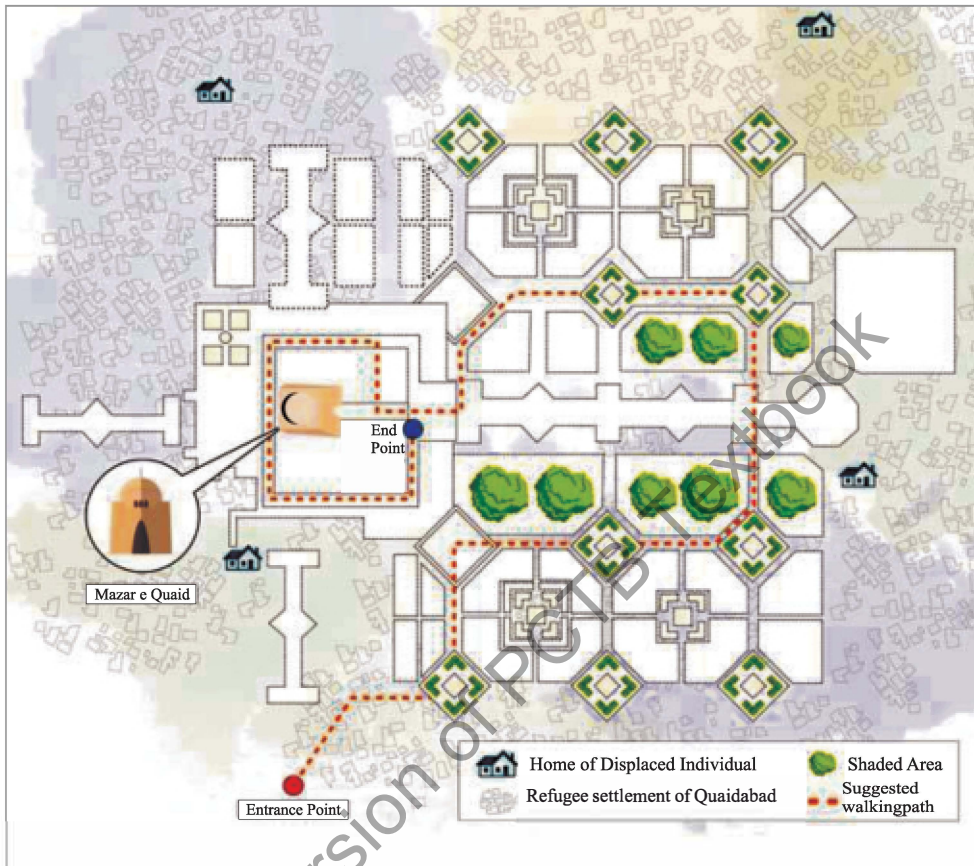 End
Point
Mazar e Quaid
Entrance Point
Home of Displaced Individual
Refugee settlement of Quaidabad
Shaded Area
Suggested
walkingpath
sion of PCTB Textbook